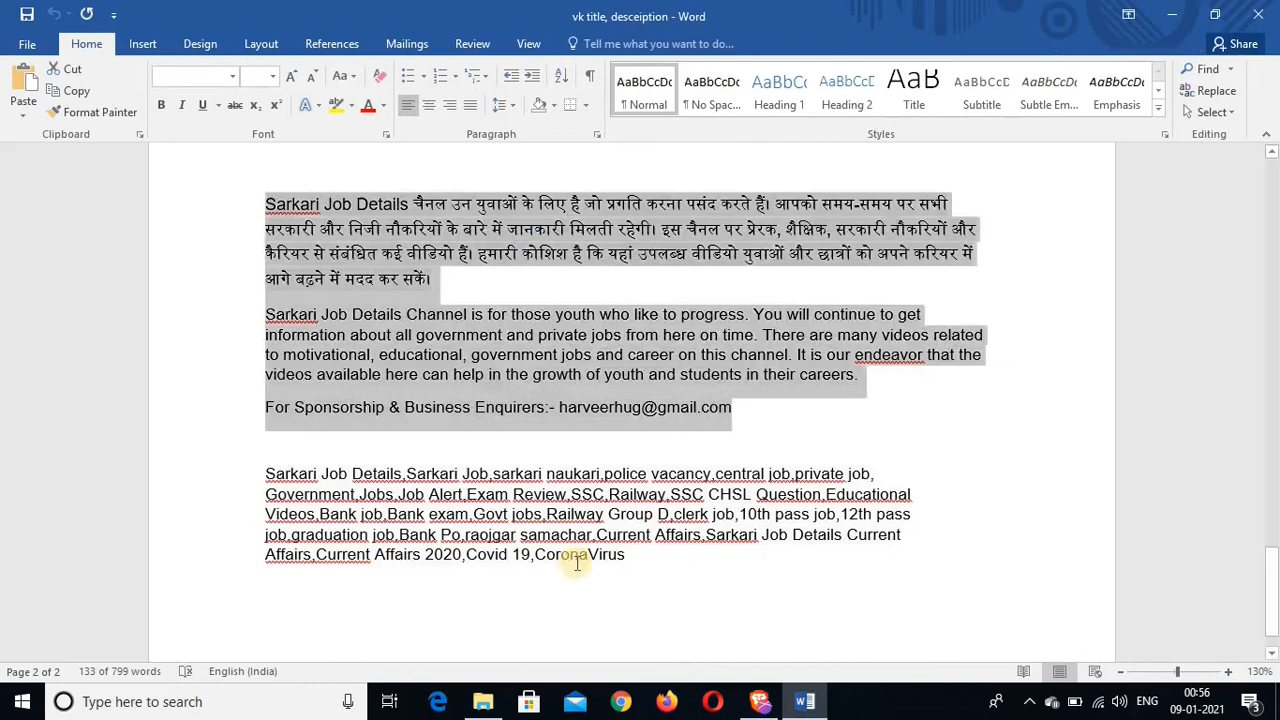 vk title, desceiption - Word
File Home Insert Design Layout References Mailings Review View Tell me what you want to do... Share
Paste
Cut
Copy
Format Painter
Clipboard
Aa
B I U abc x₂ x² A A
Font
Paragraph
AaBbCcDc AaBbCcDc AaBbCc AaBbCcC AaB AaBbCcD AaBbCcDc AaBbCcDc
¶ Normal ¶ No Spac... Heading 1 Heading 2 Title Subtitle Subtle Em... Emphasis
Styles
Find
Replace
Select
Editing
Sarkari Job Details चैनल उन युवाओं के लिए है जो प्रगति करना पसंद करते हैं। आपको समय-समय पर सभी
सरकारी और निजी नौकरियों के बारे में जानकारी मिलती रहेगी। इस चैनल पर प्रेरक, शैक्षिक, सरकारी नौकरियों और
कैरियर से संबंधित कई वीडियो हैं। हमारी कोशिश है कि यहां उपलब्ध वीडियो युवाओं और छात्रों को अपने करियर में
आगे बढ़ने में मदद कर सकें।
Sarkari Job Details Channel is for those youth who like to progress. You will continue to get
information about all government and private jobs from here on time. There are many videos related
to motivational, educational, government jobs and career on this channel. It is our endeavor that the
videos available here can help in the growth of youth and students in their careers.
For Sponsorship & Business Enquirers:- harveerhug@gmail.com
Sarkari Job Details,Sarkari Job,sarkari naukari,police vacancy,central job,private job,
Government,Jobs,Job Alert,Exam Review,SSC,Railway,SSC CHSL Question,Educational
Videos,Bank job,Bank exam,Govt jobs,Railway Group D,clerk job,10th pass job,12th pass
job,graduation job,Bank Po,raojgar samachar,Current Affairs,Sarkari Job Details Current
Affairs,Current Affairs 2020,Covid 19,CoronaVirus
Page 2 of 2 133 of 799 words English (India) 130%
Type here to search ENG 00:56
09-01-2021
3